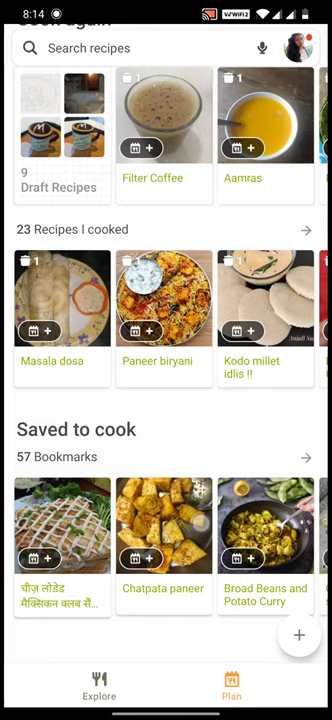 8:14
VoWiFi2
Search recipes
1
1
9
Draft Recipes
Filter Coffee
Aamras
23 Recipes I cooked
1
1
1
Anjali Su
Masala dosa
Paneer biryani
Kodo millet
idlis !!
Saved to cook
57 Bookmarks
चीज़ लोडेड
मैक्सिकन क्लब सैं...
Chatpata paneer
Broad Beans and
Potato Curry
Explore
Plan